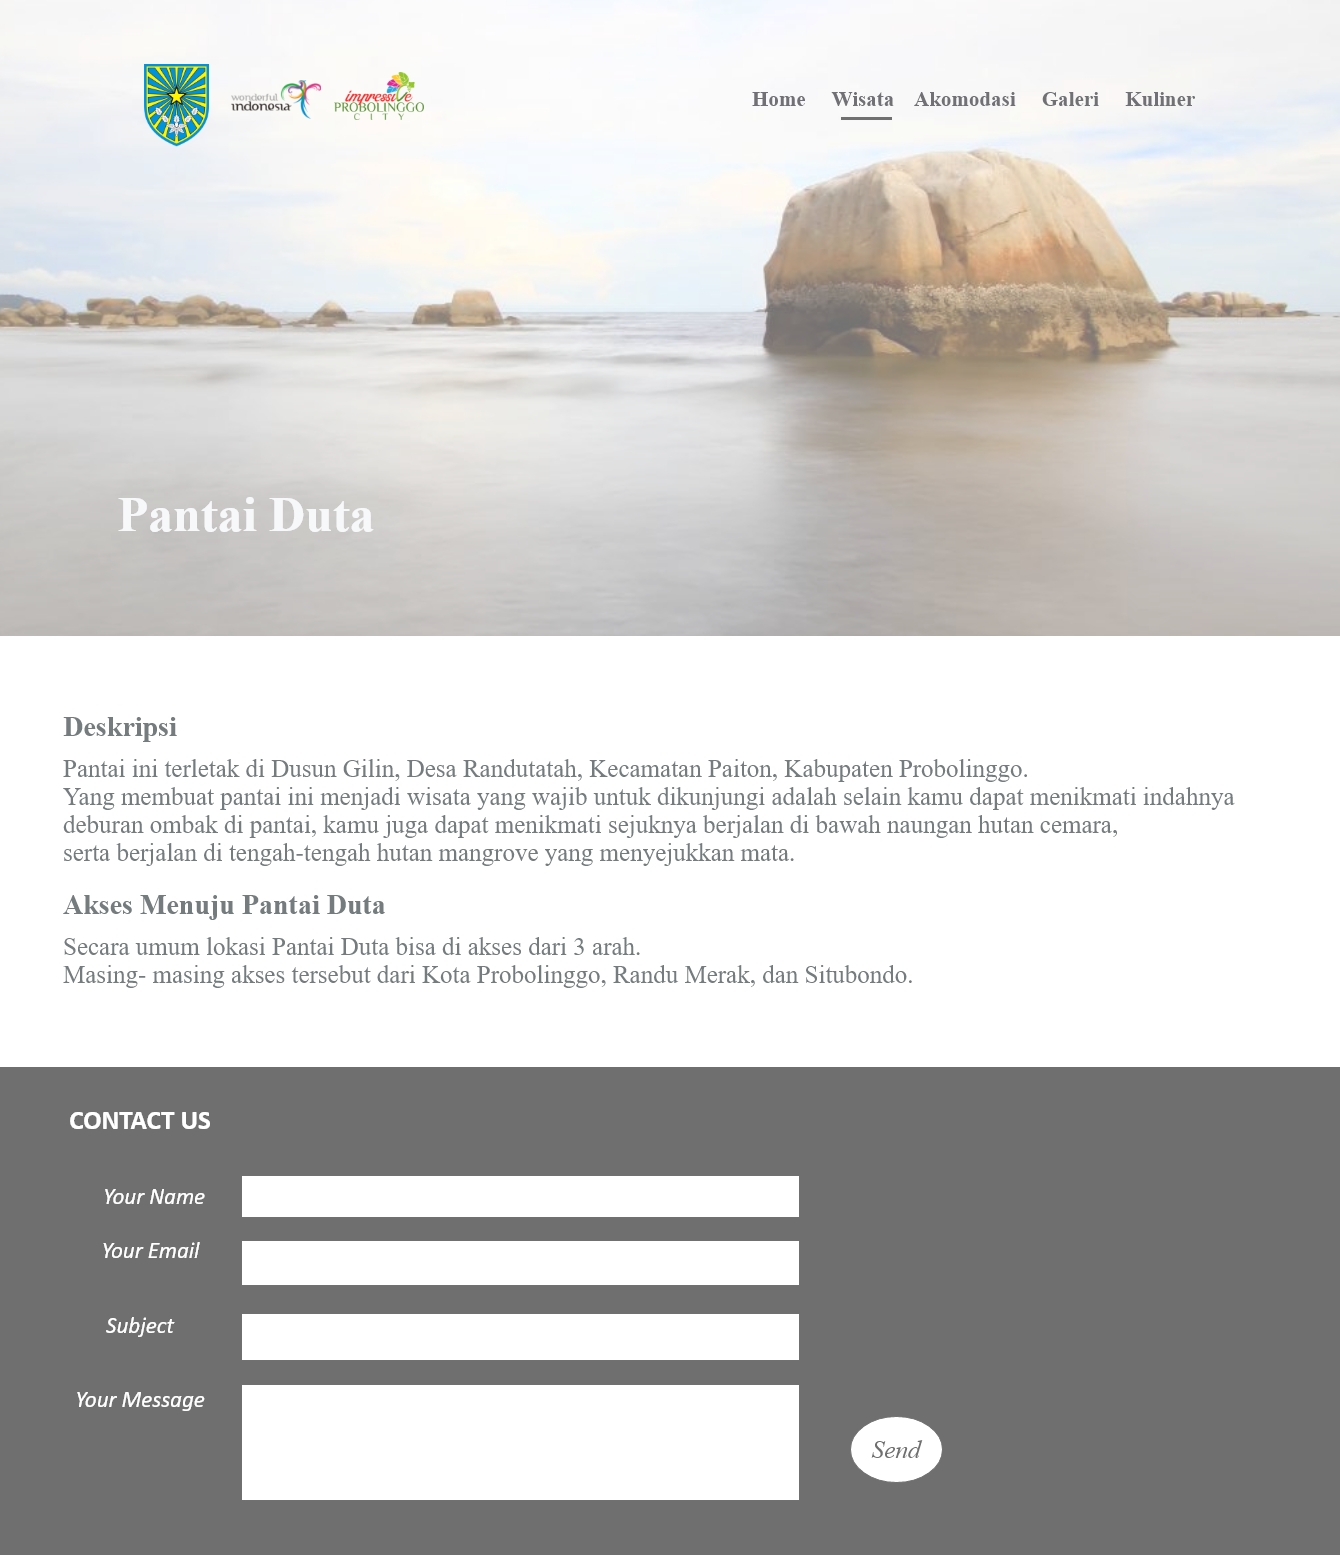 wonderful
indonesia
impressive
PROBOLINGGO
CITY
Home Wisata Akomodasi Galeri Kuliner
Pantai Duta
Deskripsi
Pantai ini terletak di Dusun Gilin, Desa Randutatah, Kecamatan Paiton, Kabupaten Probolinggo.
Yang membuat pantai ini menjadi wisata yang wajib untuk dikunjungi adalah selain kamu dapat menikmati indahnya
deburan ombak di pantai, kamu juga dapat menikmati sejuknya berjalan di bawah naungan hutan cemara,
serta berjalan di tengah-tengah hutan mangrove yang menyejukkan mata.
Akses Menuju Pantai Duta
Secara umum lokasi Pantai Duta bisa di akses dari 3 arah.
Masing- masing akses tersebut dari Kota Probolinggo, Randu Merak, dan Situbondo.
CONTACT US
Your Name
Your Email
Subject
Your Message
Send